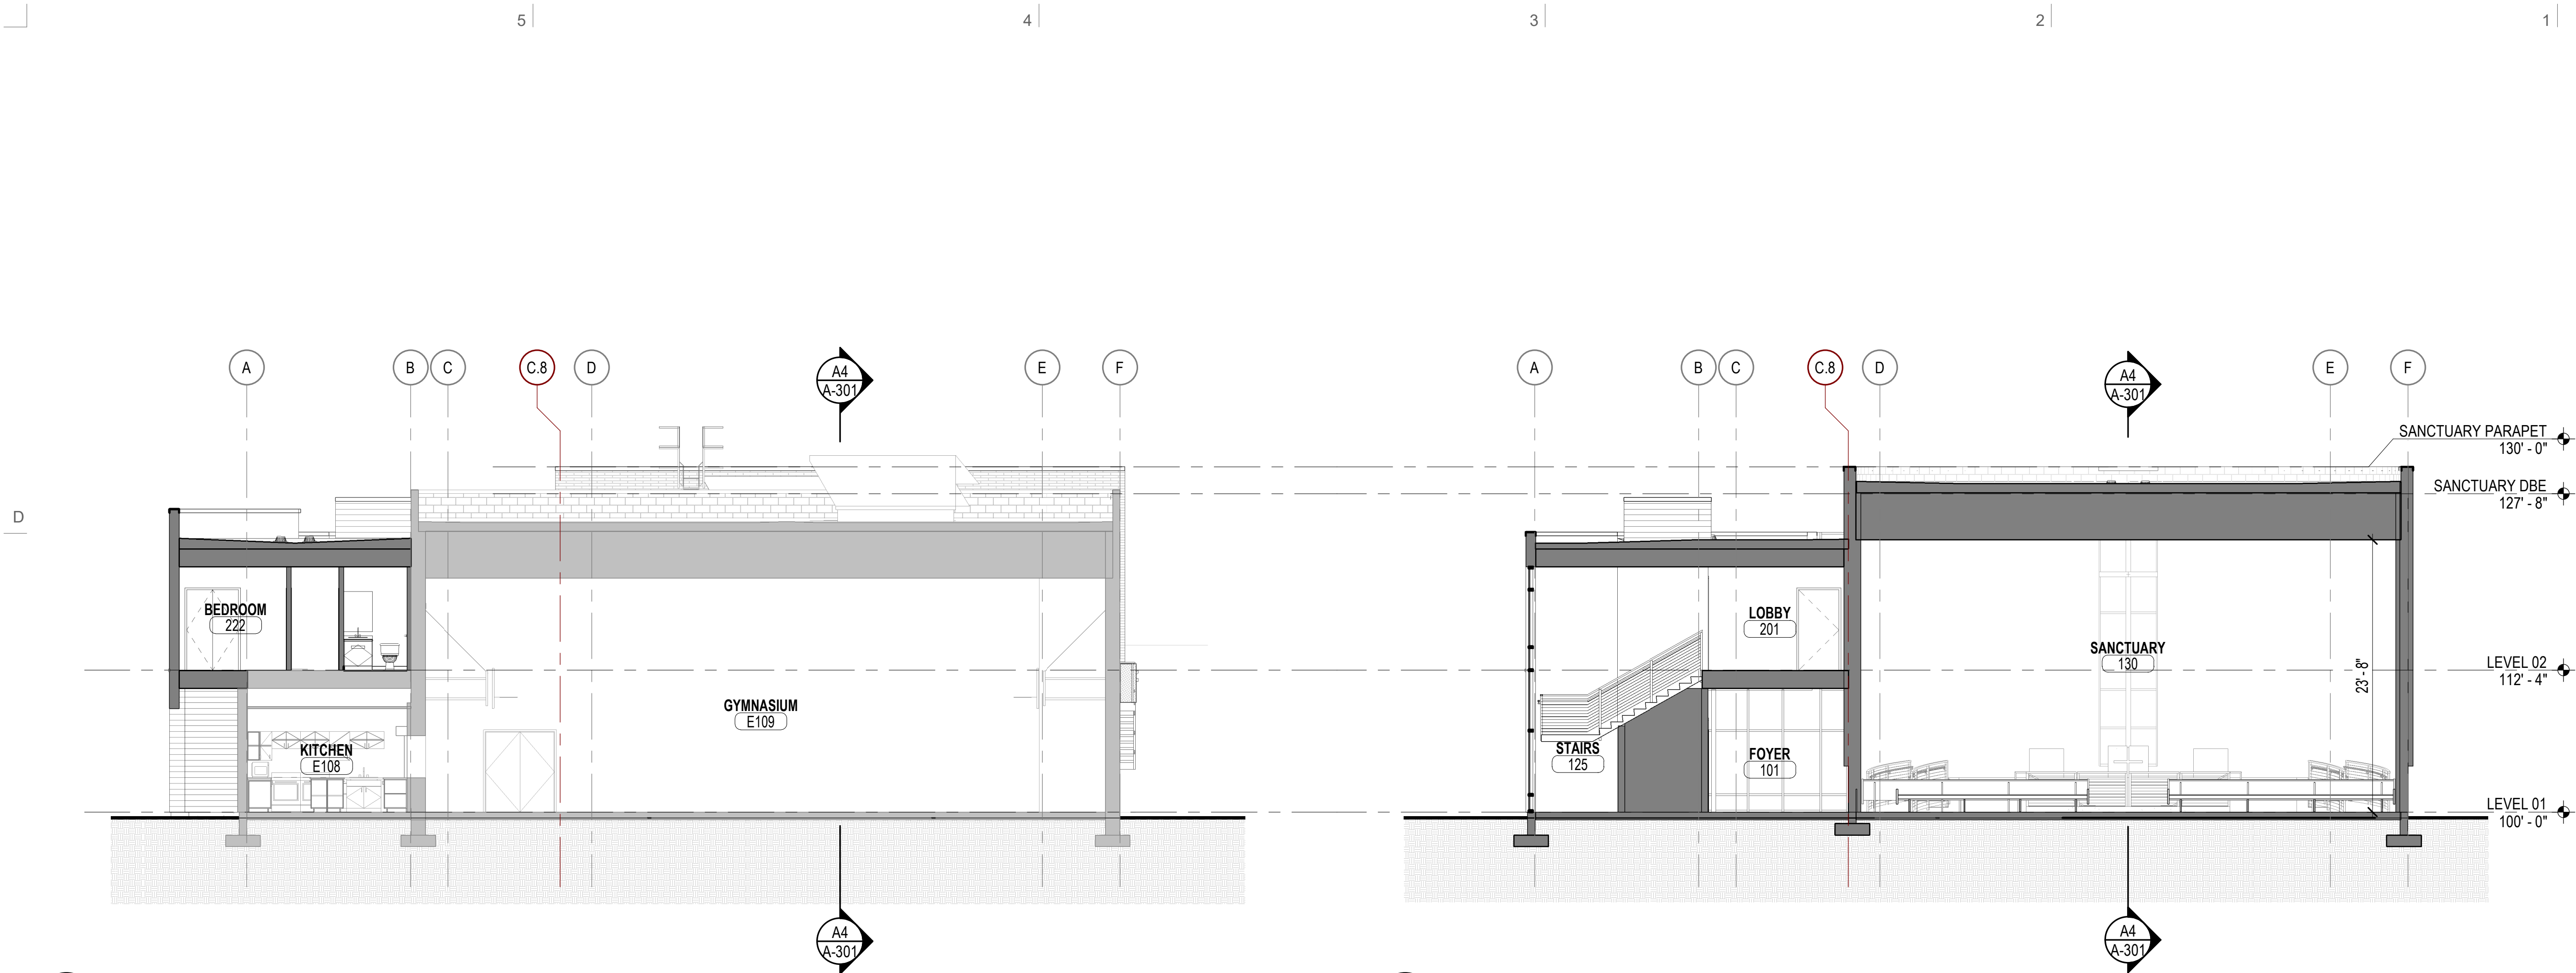 5
4
3
2
1
D
A
B
C
C.8
D
E
F
A4
A-301
A
B
C
C.8
D
E
F
A4
A-301
SANCTUARY PARAPET
130' - 0"
SANCTUARY DBE
127' - 8"
BEDROOM
222
LOBBY
201
SANCTUARY
130
LEVEL 02
112' - 4"
23' - 8"
GYMNASIUM
E109
KITCHEN
E108
STAIRS
125
FOYER
101
LEVEL 01
100' - 0"
A4
A-301
A4
A-301